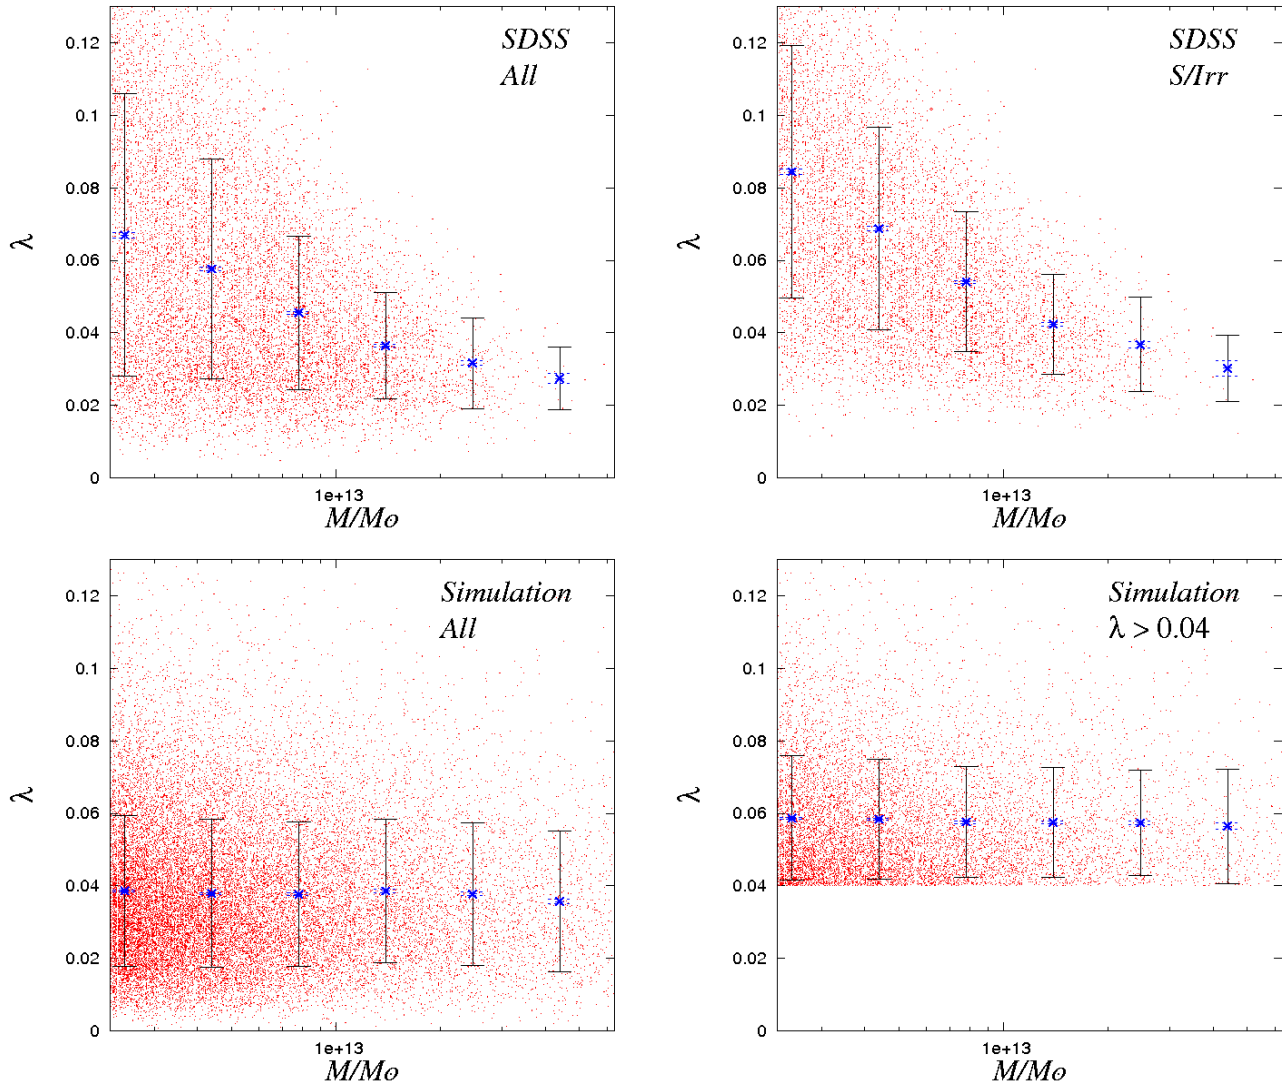 0.12
0.1
0.08
0.06
0.04
0.02
0
λ
SDSS
All
1e+13
M/Mo
0.12
0.1
0.08
0.06
0.04
0.02
0
λ
SDSS
S/Irr
1e+13
M/Mo
0.12
0.1
0.08
0.06
0.04
0.02
0
λ
Simulation
All
1e+13
M/Mo
0.12
0.1
0.08
0.06
0.04
0.02
0
λ
Simulation
λ > 0.04
1e+13
M/Mo